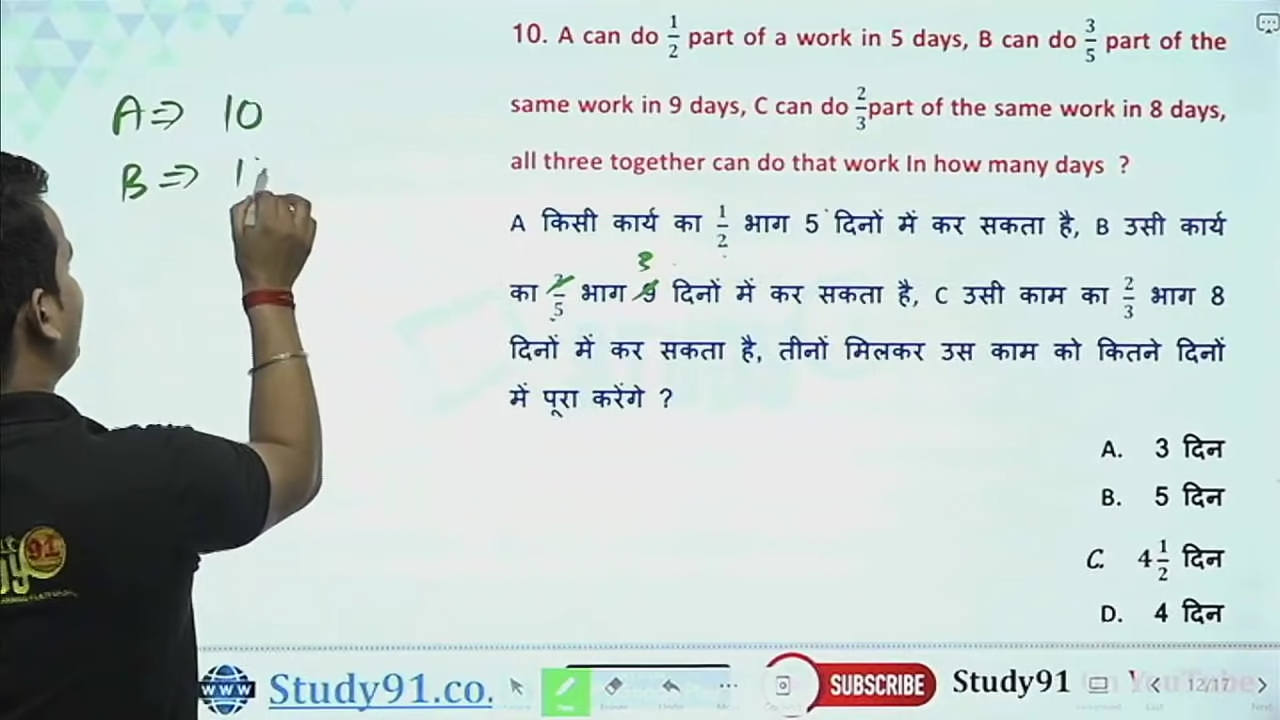 10. A can do 1/2 part of a work in 5 days, B can do 3/5 part of the
same work in 9 days, C can do 2/3 part of the same work in 8 days,
all three together can do that work In how many days ?
A किसी कार्य का 1/2 भाग 5 दिनों में कर सकता है, B उसी कार्य
3
का /5 भाग 9 दिनों में कर सकता है, C उसी काम का 2/3 भाग 8
दिनों में कर सकता है, तीनों मिलकर उस काम को कितने दिनों
में पूरा करेंगे ?
A. 3 दिन
B. 5 दिन
C. 4 1/2 दिन
D. 4 दिन
A ⇒ 10
B ⇒ 1
91
www Study91.co.
SUBSCRIBE
Study91
12/17